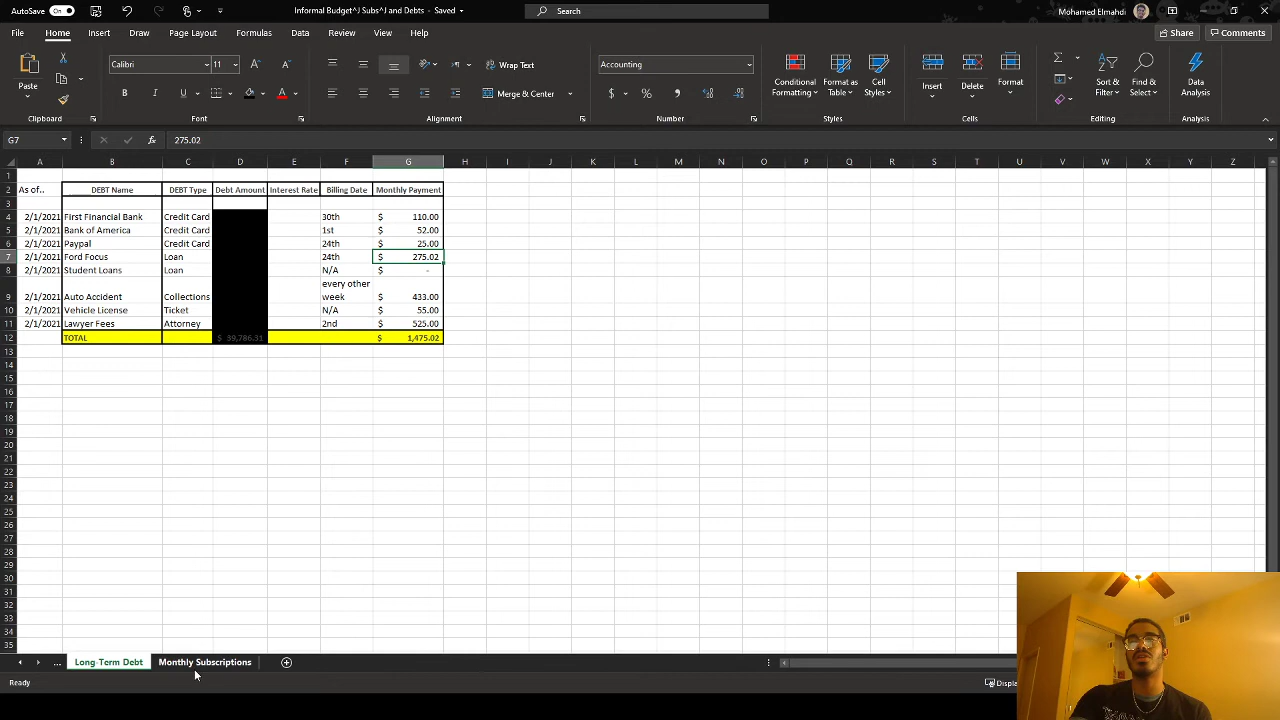 AutoSave On Informal Budget^J Subs^J and Debts - Saved Search Mohamed Elmahdi
File Home Insert Draw Page Layout Formulas Data Review View Help Share Comments
Calibri 11 Wrap Text Accounting
Paste B I U A Merge & Center $ % Conditional Formatting Format as Table Cell Styles Insert Delete Format Sort & Filter Find & Select Data Analysis
Clipboard Font Alignment Number Styles Cells Editing Analysis
G7 fx 275.02
A B C D E F G H I J K L M N O P Q R S T U V W X Y Z
1
2 As of.. DEBT Name DEBT Type Debt Amount Interest Rate Billing Date Monthly Payment
3
4 2/1/2021 First Financial Bank Credit Card 30th $ 110.00
5 2/1/2021 Bank of America Credit Card 1st $ 52.00
6 2/1/2021 Paypal Credit Card 24th $ 25.00
7 2/1/2021 Ford Focus Loan 24th $ 275.02
8 2/1/2021 Student Loans Loan N/A $ -
every other
9 2/1/2021 Auto Accident Collections week $ 433.00
10 2/1/2021 Vehicle License Ticket N/A $ 55.00
11 2/1/2021 Lawyer Fees Attorney 2nd $ 525.00
12 TOTAL $ 39,786.31 $ 1,475.02
13
14
15
16
17
18
19
20
21
22
23
24
25
26
27
28
29
30
31
32
33
34
35
... Long-Term Debt Monthly Subscriptions
Ready Displa